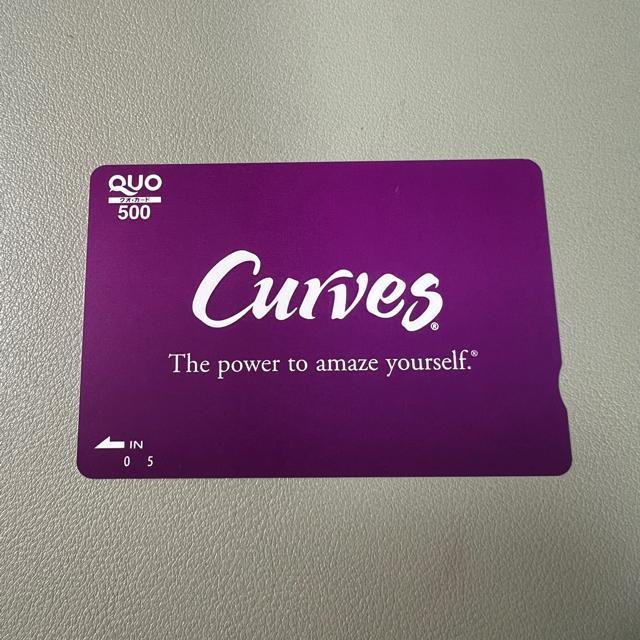 QUO
クオ・カード
500
Curves®
The power to amaze yourself.®
IN
0 5